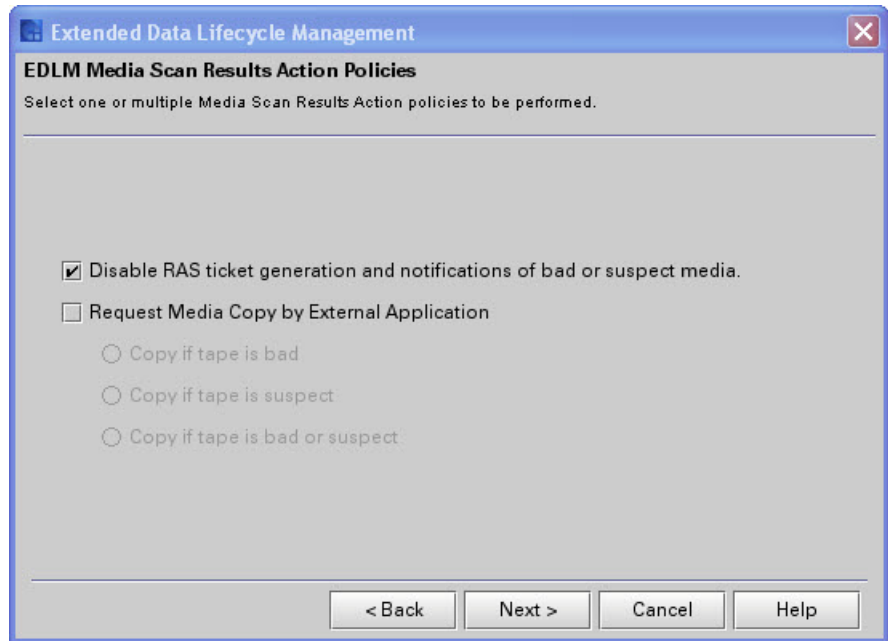 Extended Data Lifecycle Management
EDLM Media Scan Results Action Policies
Select one or multiple Media Scan Results Action policies to be performed.
Disable RAS ticket generation and notifications of bad or suspect media.
Request Media Copy by External Application
Copy if tape is bad
Copy if tape is suspect
Copy if tape is bad or suspect
< Back Next > Cancel Help